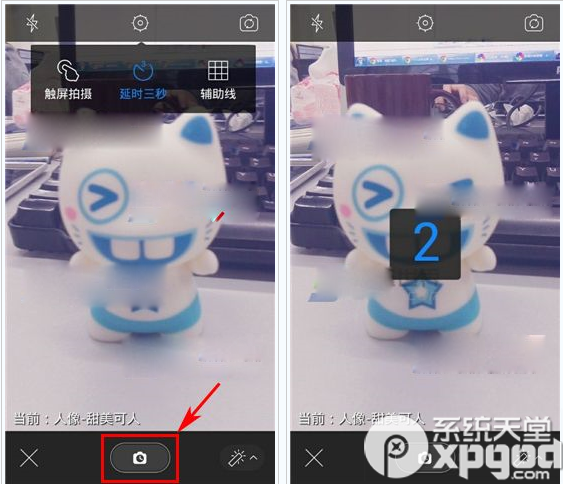 触屏拍摄
延时三秒
辅助线
当前：人像-甜美可人
2
当前：人像-甜美可人
系统天堂
xpgod